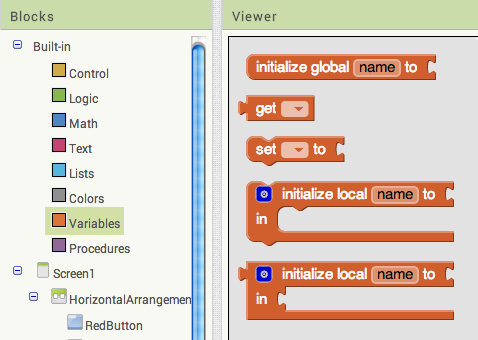 Blocks
Built-in
Control
Logic
Math
Text
Lists
Colors
Variables
Procedures
Screen1
HorizontalArrangemen
RedButton
Viewer
initialize global name to
get
set to
initialize local name to
in
initialize local name to
in